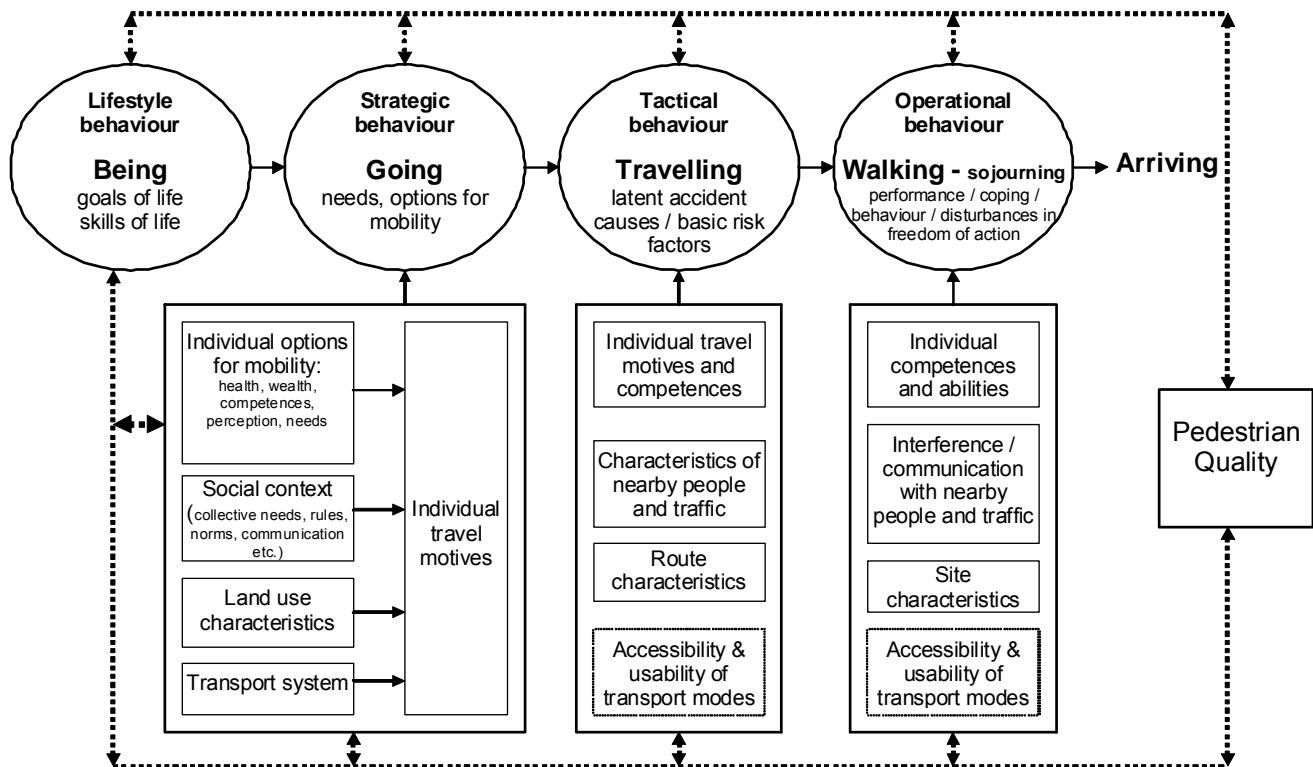 Lifestyle
behaviour
Being
goals of life
skills of life
Strategic
behaviour
Going
needs, options for
mobility
Tactical
behaviour
Travelling
latent accident
causes / basic risk
factors
Operational
behaviour
Walking - sojourning
performance / coping /
behaviour / disturbances in
freedom of action
Arriving
Individual options
for mobility:
health, wealth,
competences,
perception, needs
Social context
(collective needs, rules,
norms, communication
etc.)
Land use
characteristics
Transport system
Individual
travel
motives
Individual travel
motives and
competences
Characteristics of
nearby people
and traffic
Route
characteristics
Accessibility &
usability of
transport modes
Individual
competences
and abilities
Interference /
communication
with nearby
people and traffic
Site
characteristics
Accessibility &
usability of
transport modes
Pedestrian
Quality